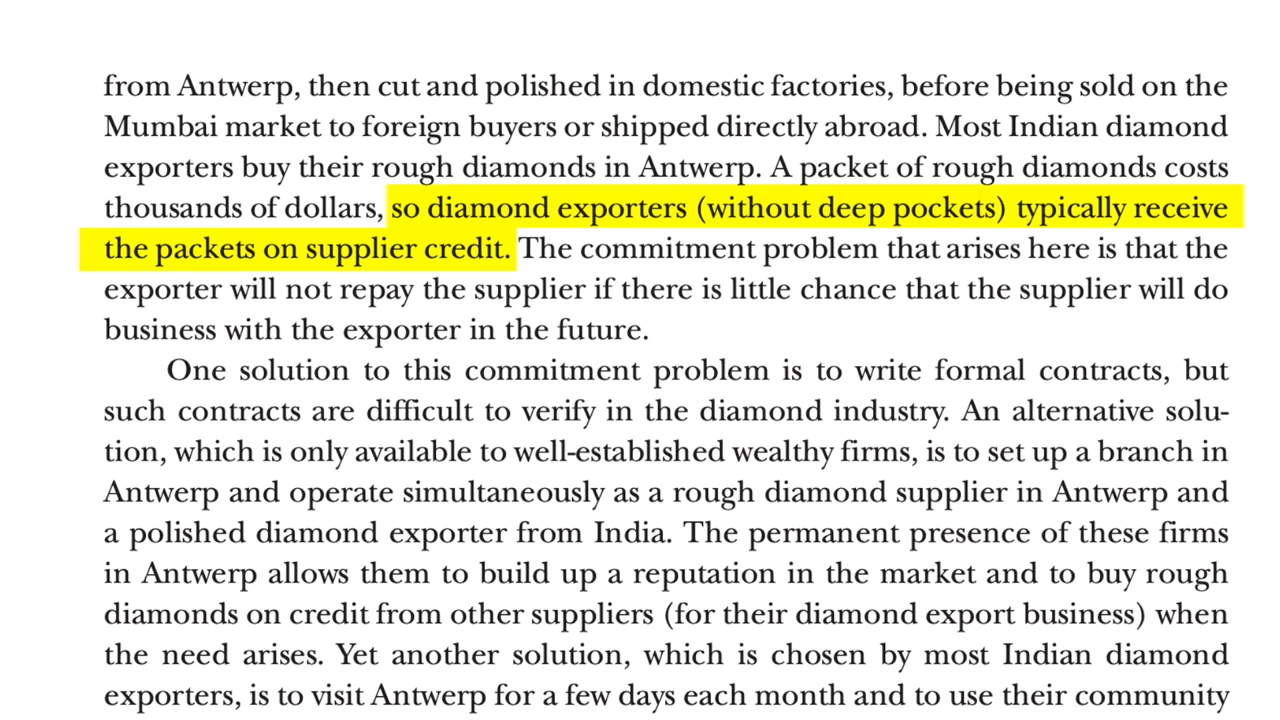 from Antwerp, then cut and polished in domestic factories, before being sold on the
Mumbai market to foreign buyers or shipped directly abroad. Most Indian diamond
exporters buy their rough diamonds in Antwerp. A packet of rough diamonds costs
thousands of dollars, so diamond exporters (without deep pockets) typically receive
the packets on supplier credit. The commitment problem that arises here is that the
exporter will not repay the supplier if there is little chance that the supplier will do
business with the exporter in the future.
One solution to this commitment problem is to write formal contracts, but
such contracts are difficult to verify in the diamond industry. An alternative solu-
tion, which is only available to well-established wealthy firms, is to set up a branch in
Antwerp and operate simultaneously as a rough diamond supplier in Antwerp and
a polished diamond exporter from India. The permanent presence of these firms
in Antwerp allows them to build up a reputation in the market and to buy rough
diamonds on credit from other suppliers (for their diamond export business) when
the need arises. Yet another solution, which is chosen by most Indian diamond
exporters, is to visit Antwerp for a few days each month and to use their community